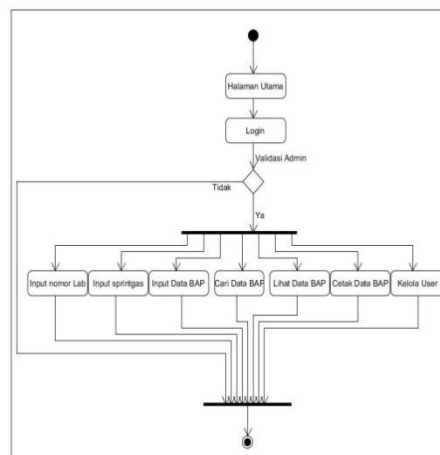 Halaman Utama
Login
Validasi Admin
Tidak
Ya
Input nomor Lab
Input sprintgas
Input Data BAP
Cari Data BAP
Lihat Data BAP
Cetak Data BAP
Kelola User